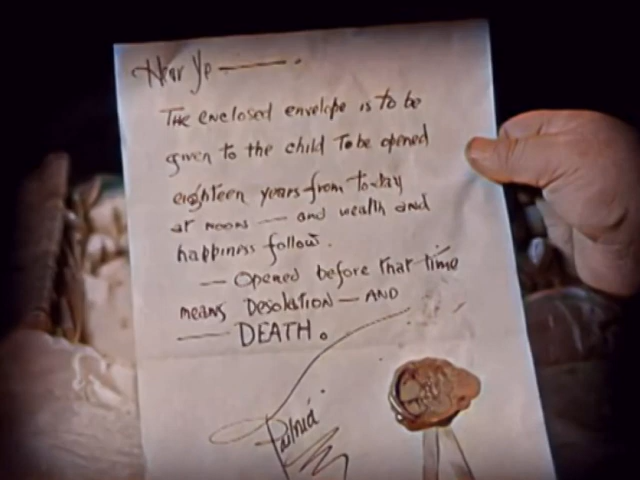 Hear Ye —.
The enclosed envelope is to be
given to the child To be opened
eighteen years from to-day
at noon — and wealth and
happiness follow.
— Opened before that time
means Desolation — AND
— DEATH.